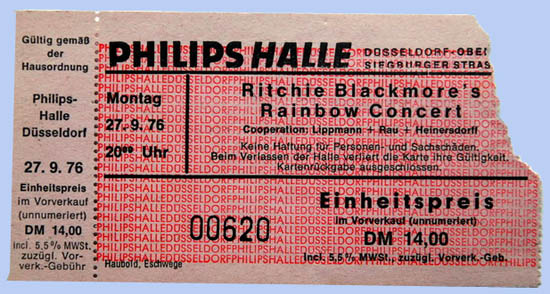 Gültig gemäß
der
Hausordnung
Philips-
Halle
Düsseldorf
27. 9. 76
Einheitspreis
im Vorverkauf
(unnumeriert)
DM 14,00
incl. 5,5% MWSt.
zuzügl. Vor-
verk.-Gebühr
PHILIPS HALLE
DÜSSELDORF-OBE
SIEGBURGER STRAS
Montag
27. 9. 76
20⁰⁰ Uhr
Ritchie Blackmore's
Rainbow Concert
Cooperation: Lippmann + Rau + Heinersdorff
Keine Haftung für Personen- und Sachschäden.
Beim Verlassen der Halle verliert die Karte ihre Gültigkeit.
Kartenrückgabe ausgeschlossen.
00620
Einheitspreis
im Vorverkauf (unnumeriert)
DM 14,00
incl. 5,5% MWSt., zuzügl. Vorverk.-Geb.
Haubold, Eschwege